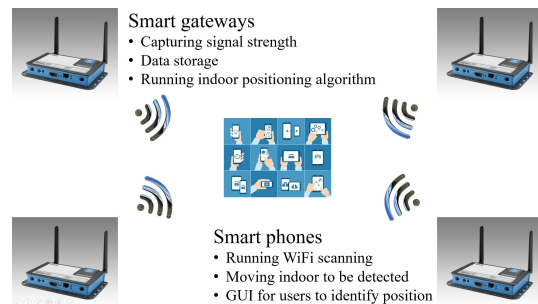 Smart gateways
• Capturing signal strength
• Data storage
• Running indoor positioning algorithm
Smart phones
• Running WiFi scanning
• Moving indoor to be detected
• GUI for users to identify position